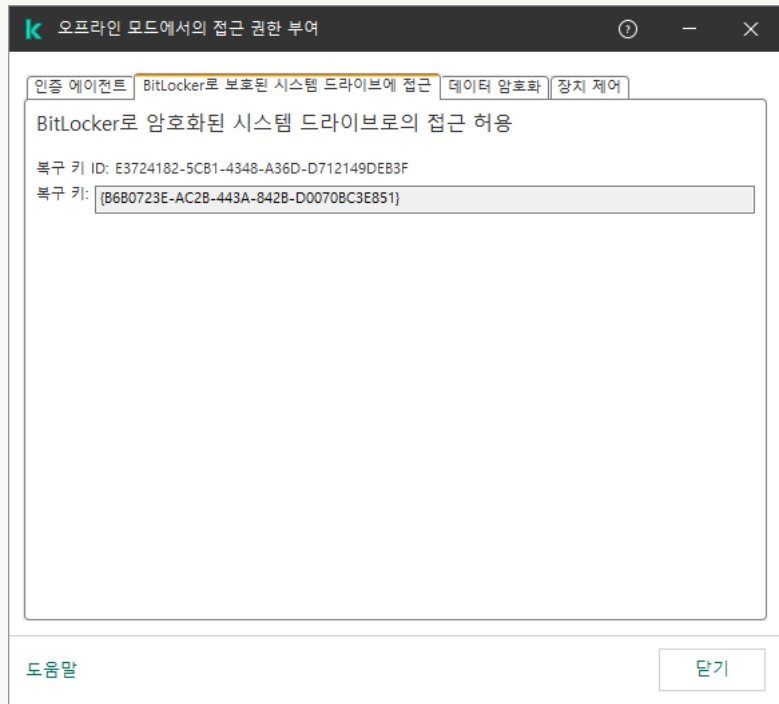 오프라인 모드에서의 접근 권한 부여
인증 에이전트 BitLocker로 보호된 시스템 드라이브에 접근 데이터 암호화 장치 제어
BitLocker로 암호화된 시스템 드라이브로의 접근 허용
복구 키 ID: E3724182-5CB1-4348-A36D-D712149DEB3F
복구 키: {B6B0723E-AC2B-443A-842B-D0070BC3E851}
도움말 닫기